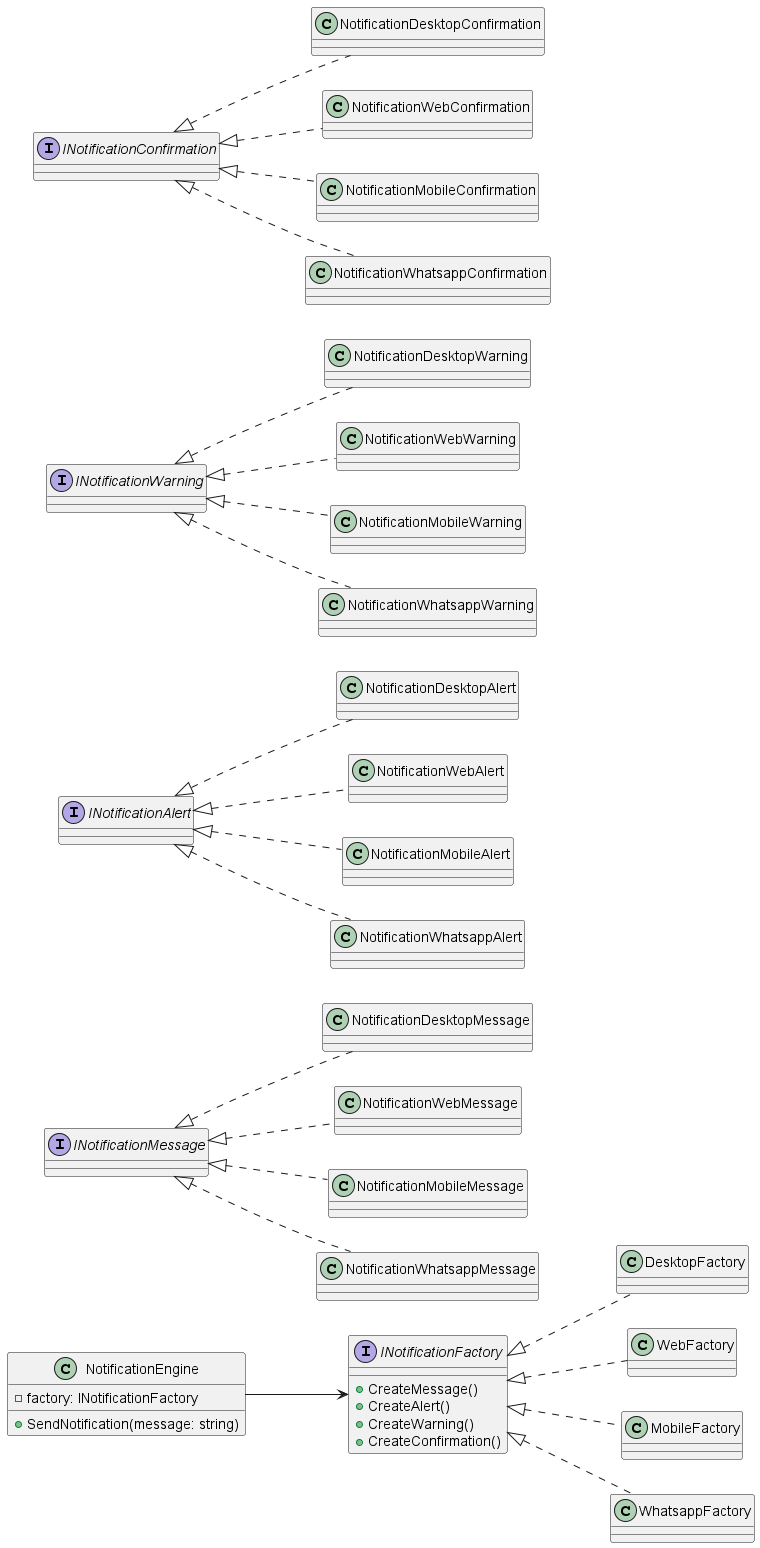 NotificationDesktopConfirmation
NotificationWebConfirmation
INotificationConfirmation
NotificationMobileConfirmation
NotificationWhatsappConfirmation
NotificationDesktopWarning
NotificationWebWarning
INotificationWarning
NotificationMobileWarning
NotificationWhatsappWarning
NotificationDesktopAlert
NotificationWebAlert
INotificationAlert
NotificationMobileAlert
NotificationWhatsappAlert
NotificationDesktopMessage
NotificationWebMessage
INotificationMessage
NotificationMobileMessage
NotificationWhatsappMessage
NotificationEngine
factory: INotificationFactory
SendNotification(message: string)
INotificationFactory
CreateMessage()
CreateAlert()
CreateWarning()
CreateConfirmation()
DesktopFactory
WebFactory
MobileFactory
WhatsappFactory